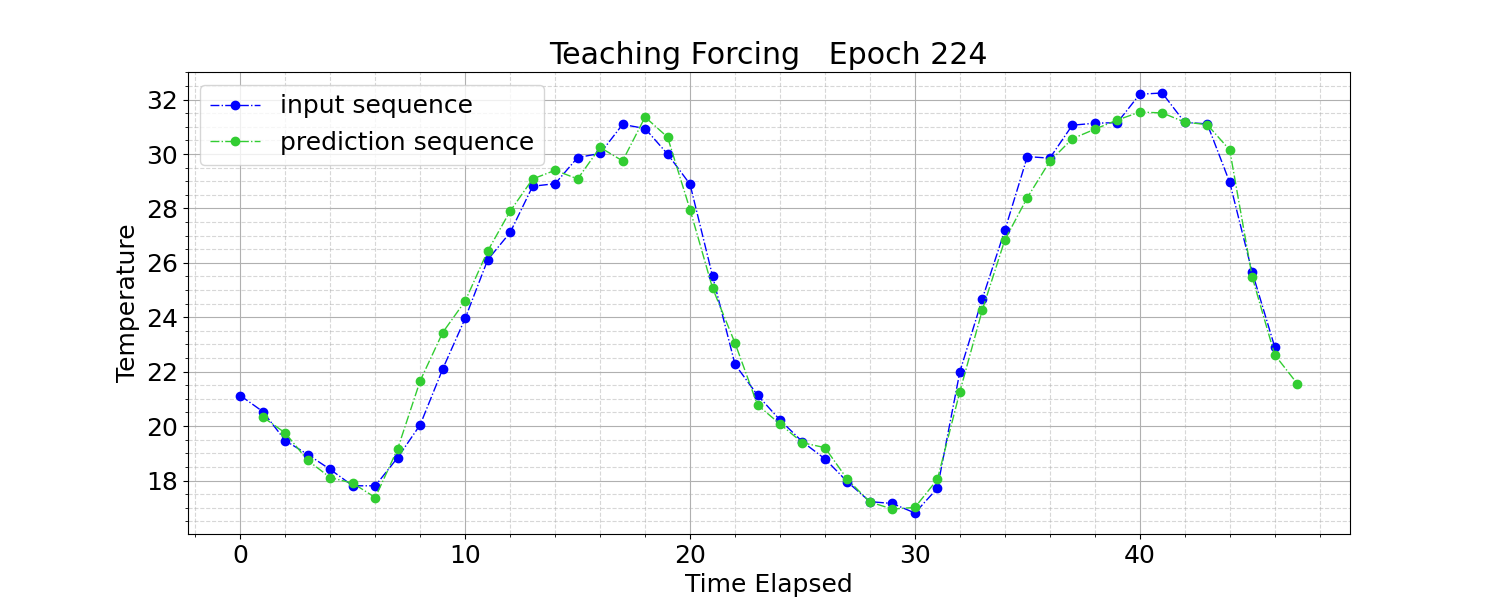 Teaching Forcing   Epoch 224
input sequence
prediction sequence
Temperature
32
30
28
26
24
22
20
18
0 10 20 30 40
Time Elapsed